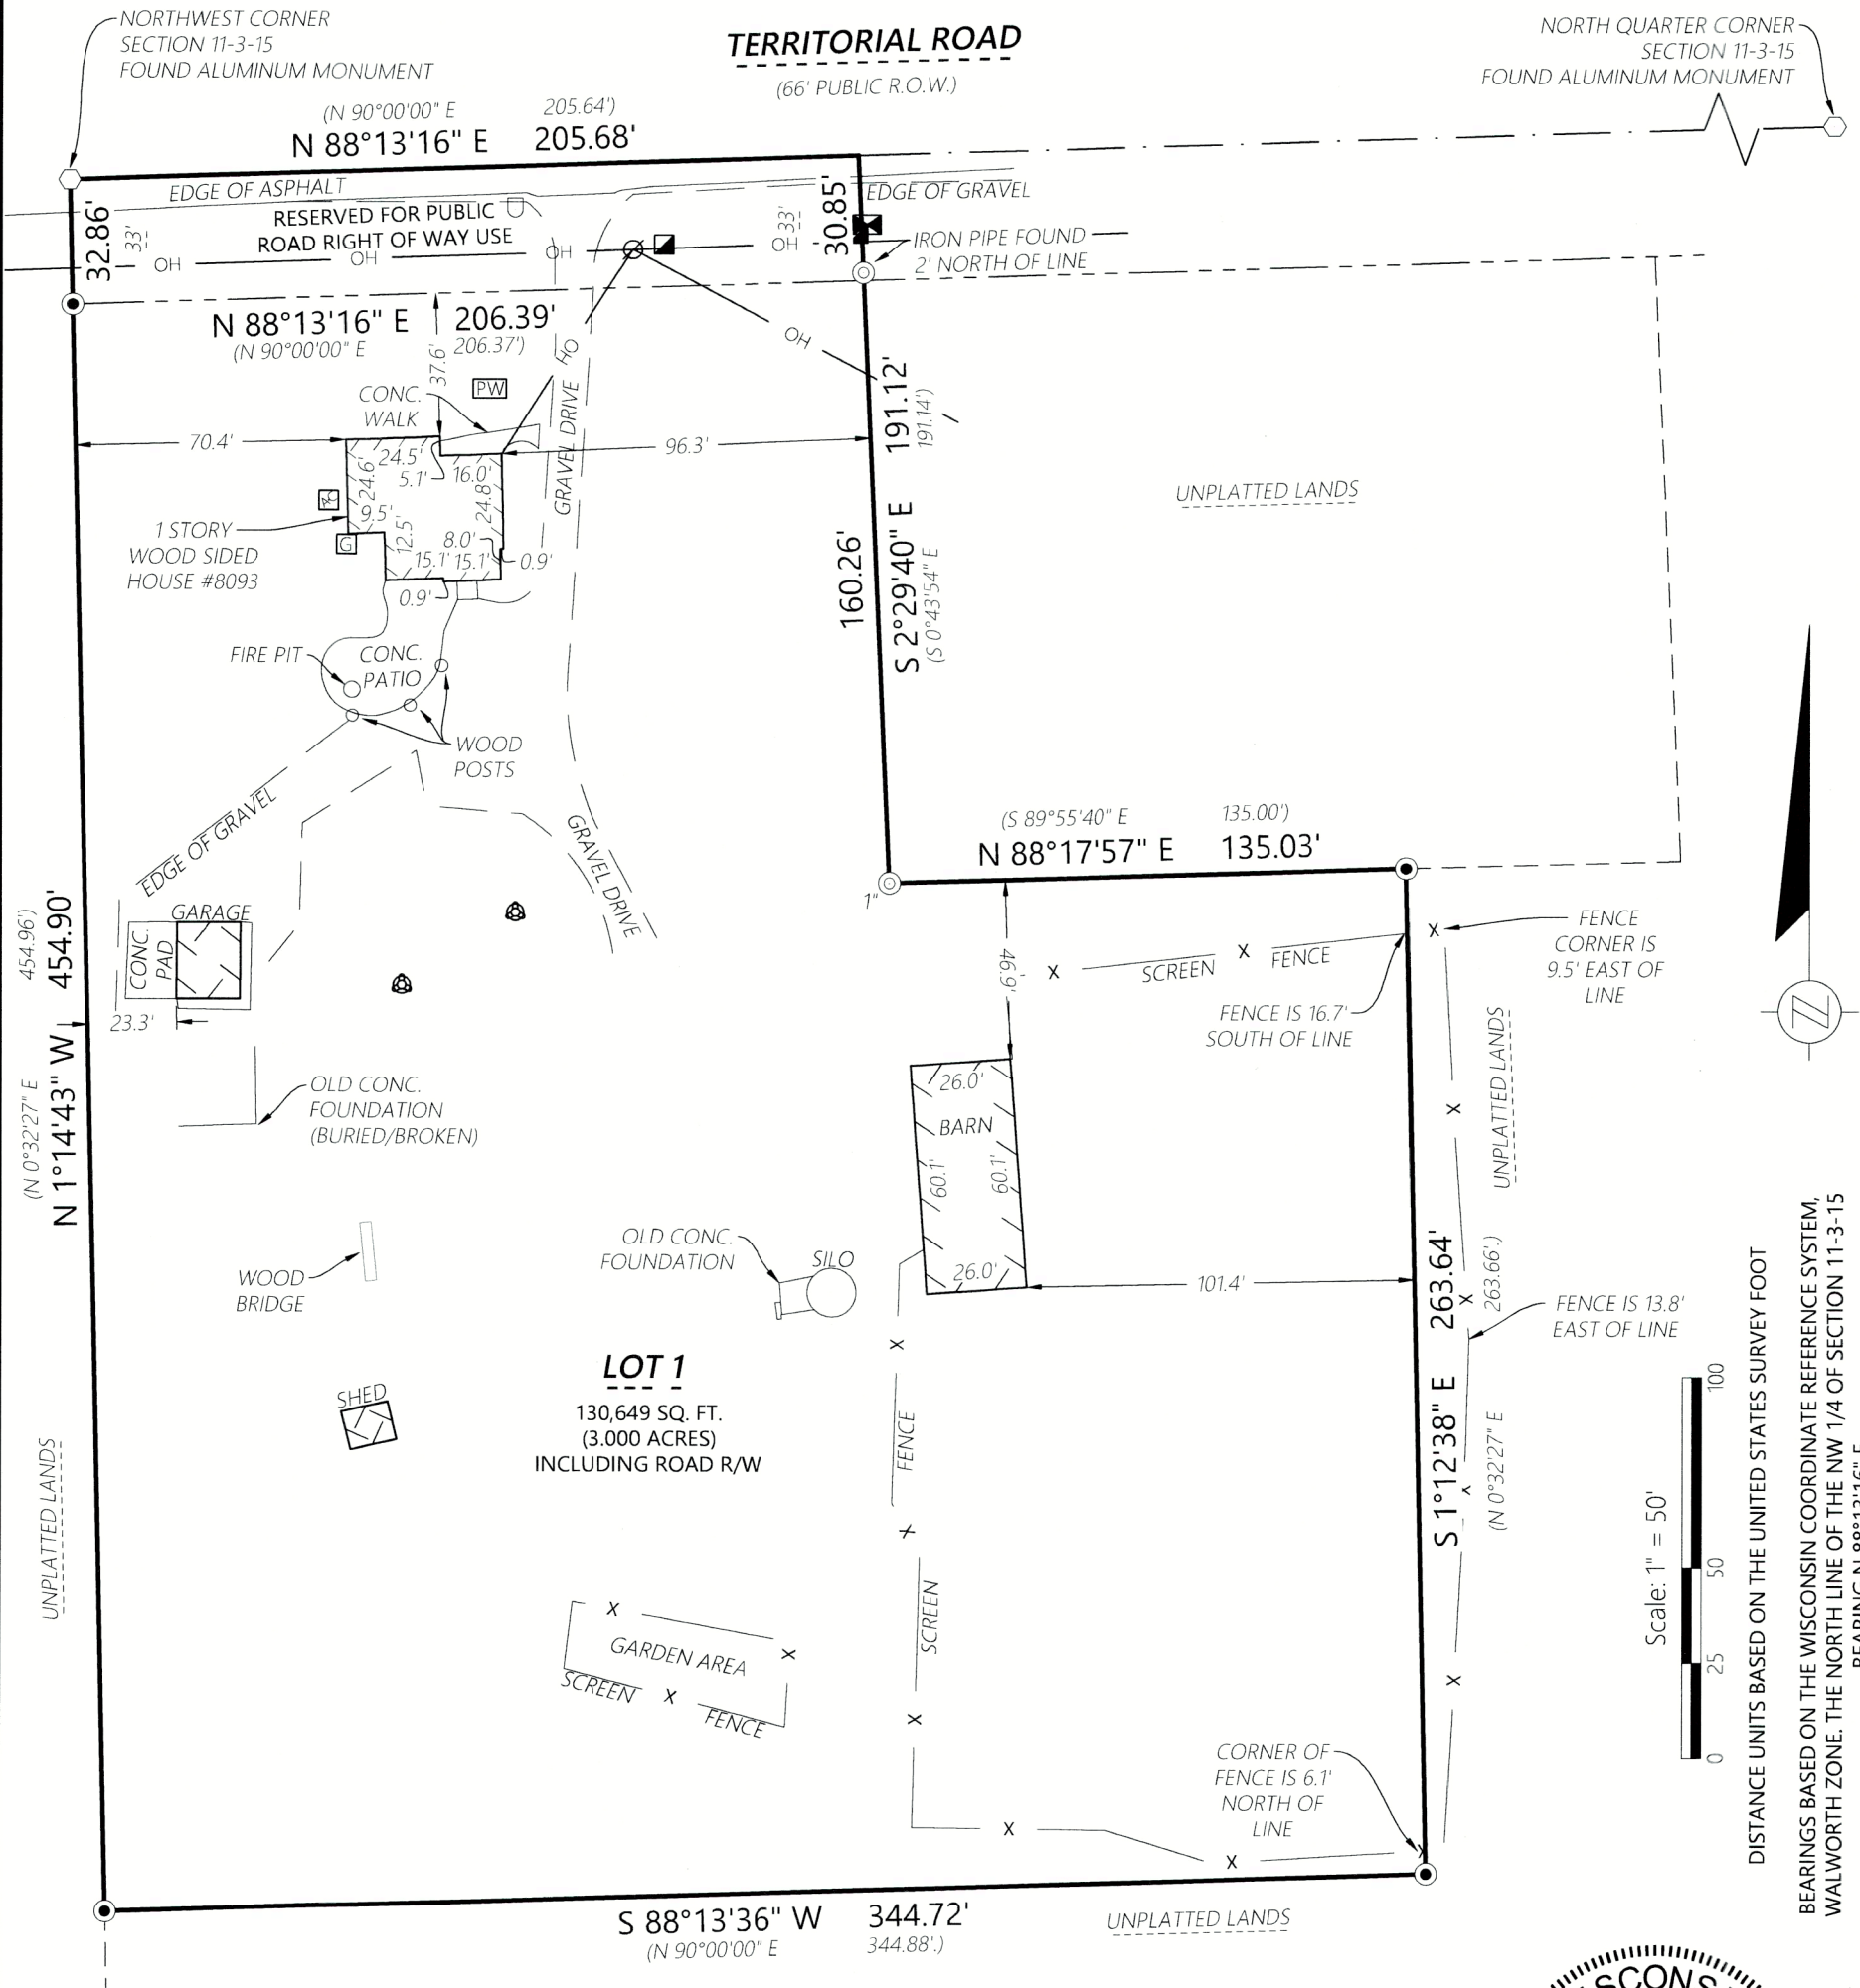 NORTHWEST CORNER
SECTION 11-3-15
FOUND ALUMINUM MONUMENT
TERRITORIAL ROAD
(66' PUBLIC R.O.W.)
NORTH QUARTER CORNER
SECTION 11-3-15
FOUND ALUMINUM MONUMENT
(N 90°00'00" E 205.64')
N 88°13'16" E 205.68'
EDGE OF ASPHALT
EDGE OF GRAVEL
32.86'
33'
RESERVED FOR PUBLIC
ROAD RIGHT OF WAY USE
33'
30.85'
OH
OH
OH
OH
IRON PIPE FOUND
2' NORTH OF LINE
N 88°13'16" E 206.39'
(N 90°00'00" E 206.37')
37.6'
OH
OH
PW
CONC.
WALK
GRAVEL DRIVE
70.4'
96.3'
191.12'
191.14')
S 2°29'40" E
(S 0°43'54" E
160.26'
UNPLATTED LANDS
24.5'
5.1'
16.0'
24.6'
24.8'
9.5'
12.5'
8.0'
15.1'
15.1'
0.9'
0.9'
AC
G
1 STORY
WOOD SIDED
HOUSE #8093
FIRE PIT
CONC.
PATIO
WOOD
POSTS
EDGE OF GRAVEL
GRAVEL DRIVE
(S 89°55'40" E 135.00')
N 88°17'57" E 135.03'
1"
GARAGE
CONC.
PAD
23.3'
454.96')
454.90'
(N 0°32'27" E
N 1°14'43" W
46.9'
X
SCREEN
X
FENCE
X
FENCE
CORNER IS
9.5' EAST OF
LINE
FENCE IS 16.7'
SOUTH OF LINE
UNPLATTED LANDS
N
X
OLD CONC.
FOUNDATION
(BURIED/BROKEN)
26.0'
BARN
60.1'
60.1'
26.0'
101.4'
WOOD
BRIDGE
OLD CONC.
FOUNDATION
SILO
263.64'
263.66'.)
X
FENCE IS 13.8'
EAST OF LINE
S 1°12'38" E
(N 0°32'27" E
X
X
LOT 1
130,649 SQ. FT.
(3.000 ACRES)
INCLUDING ROAD R/W
SHED
X
FENCE
X
SCREEN
X
UNPLATTED LANDS
X
GARDEN AREA
X
SCREEN
X
FENCE
CORNER OF
FENCE IS 6.1'
NORTH OF
LINE
X
X
X
S 88°13'36" W 344.72'
(N 90°00'00" E 344.88'.)
UNPLATTED LANDS
Scale: 1" = 50'
0 25 50 100
DISTANCE UNITS BASED ON THE UNITED STATES SURVEY FOOT
BEARINGS BASED ON THE WISCONSIN COORDINATE REFERENCE SYSTEM,
WALWORTH ZONE. THE NORTH LINE OF THE NW 1/4 OF SECTION 11-3-15
BEARING N 88°13'16" E
SCONS